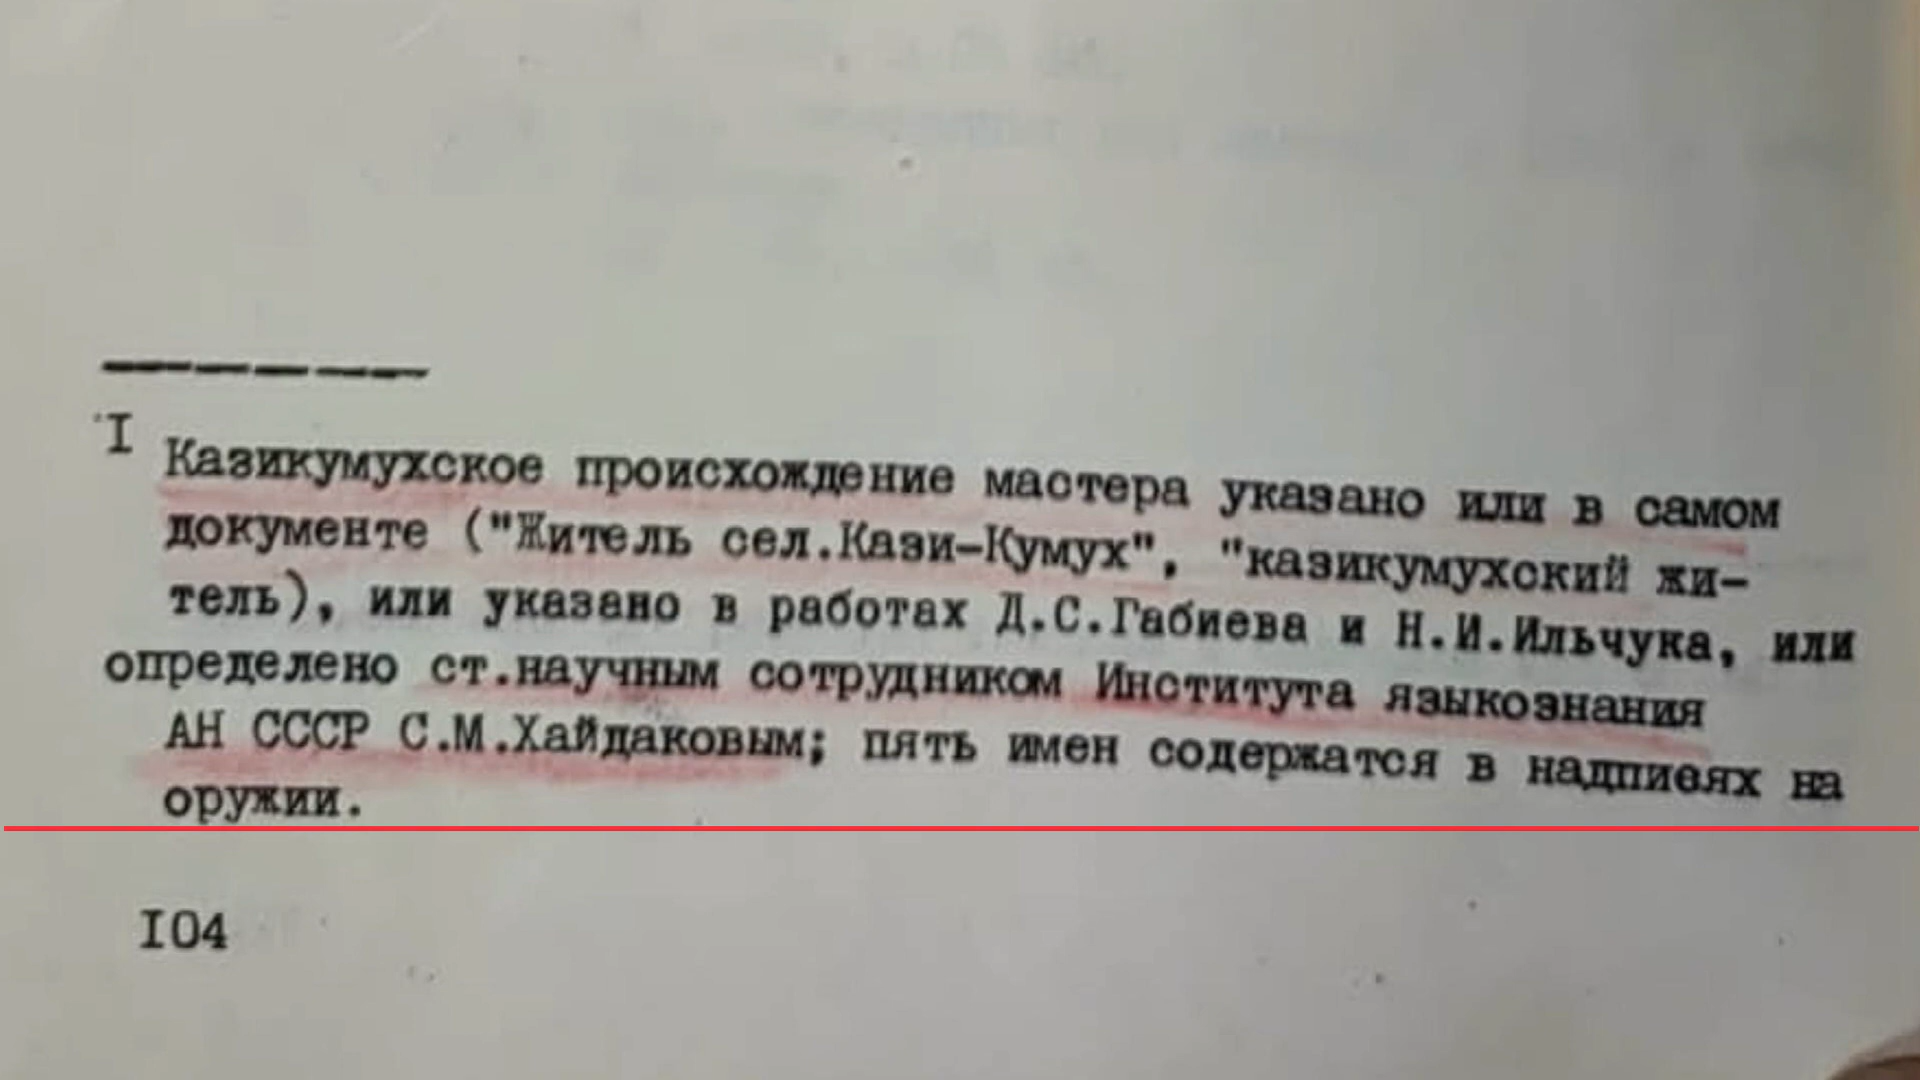 I Казикумухское происхождение мастера указано или в самом
документе ("Житель сел.Кази-Кумух", "казикумухский жи-
тель), или указано в работах Д.С.Габиева и Н.И.Ильчука, или
определено ст.научным сотрудником Института языкознания
АН СССР С.М.Хайдаковым; пять имен содержатся в надписях на
оружии.
I04